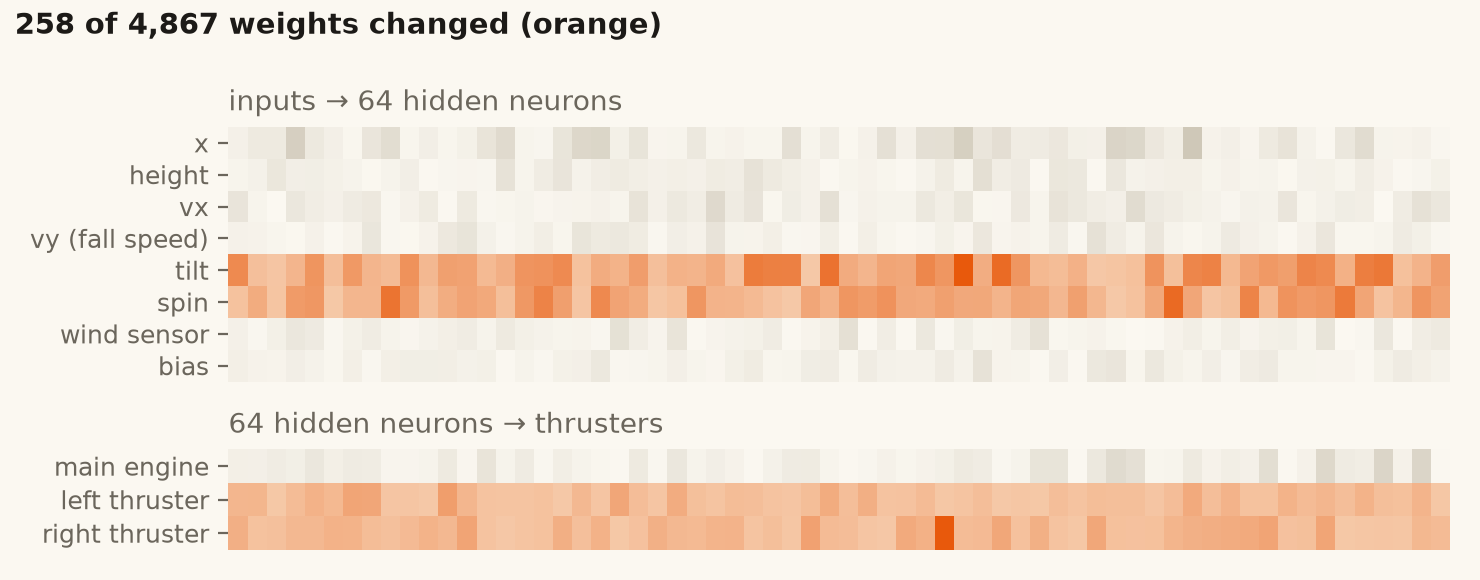 258 of 4,867 weights changed (orange)
inputs → 64 hidden neurons
x
height
vx
vy (fall speed)
tilt
spin
wind sensor
bias
64 hidden neurons → thrusters
main engine
left thruster
right thruster